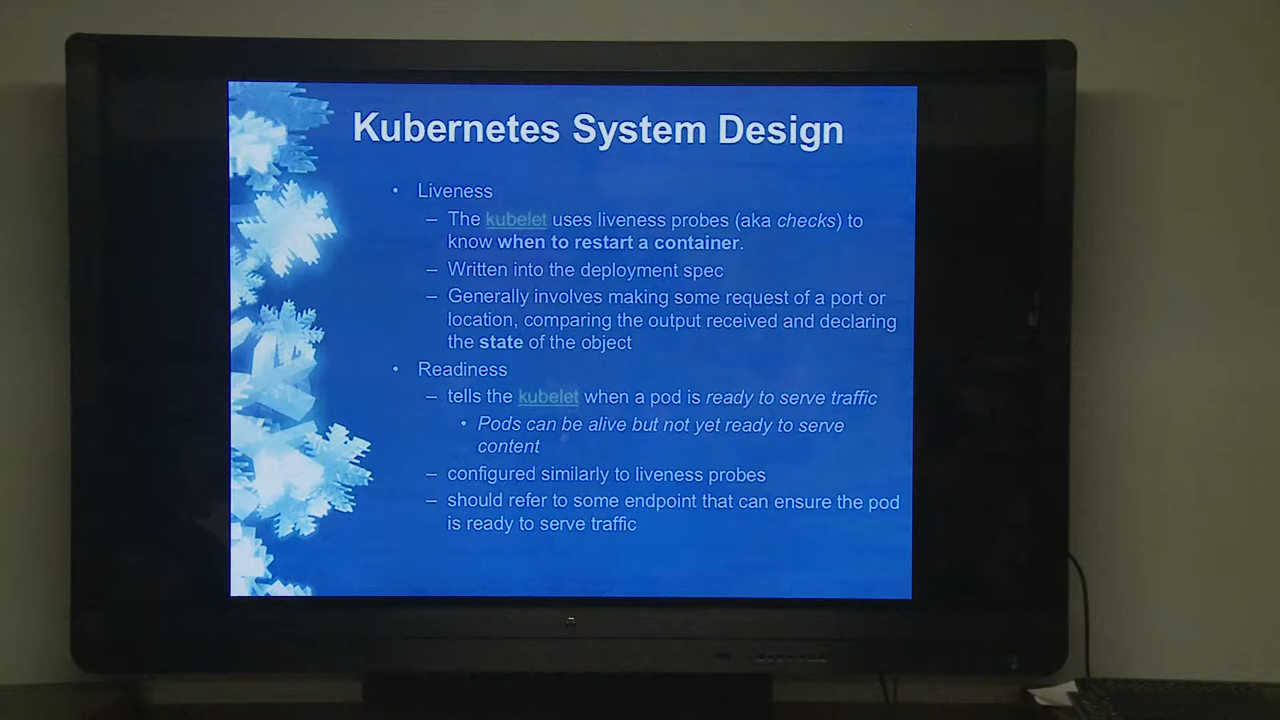 Kubernetes System Design
• Liveness
– The kubelet uses liveness probes (aka checks) to
know when to restart a container.
– Written into the deployment spec
– Generally involves making some request of a port or
location, comparing the output received and declaring
the state of the object
• Readiness
– tells the kubelet when a pod is ready to serve traffic
• Pods can be alive but not yet ready to serve
content
– configured similarly to liveness probes
– should refer to some endpoint that can ensure the pod
is ready to serve traffic